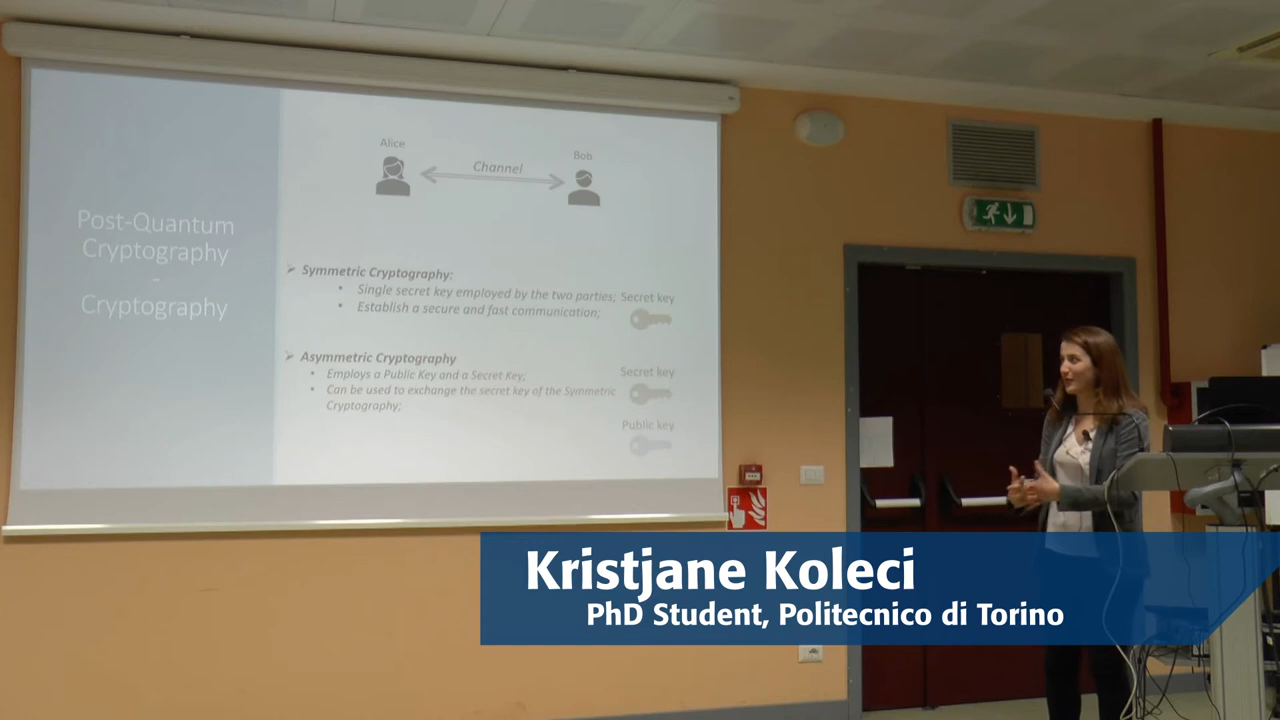 Alice
Bob
Channel
Post-Quantum
Cryptography
-
Cryptography
➢ Symmetric Cryptography:
• Single secret key employed by the two parties;
• Establish a secure and fast communication;
Secret key
➢ Asymmetric Cryptography
• Employs a Public Key and a Secret Key;
• Can be used to exchange the secret key of the Symmetric
Cryptography;
Secret key
Public key
Kristjane Koleci
PhD Student, Politecnico di Torino